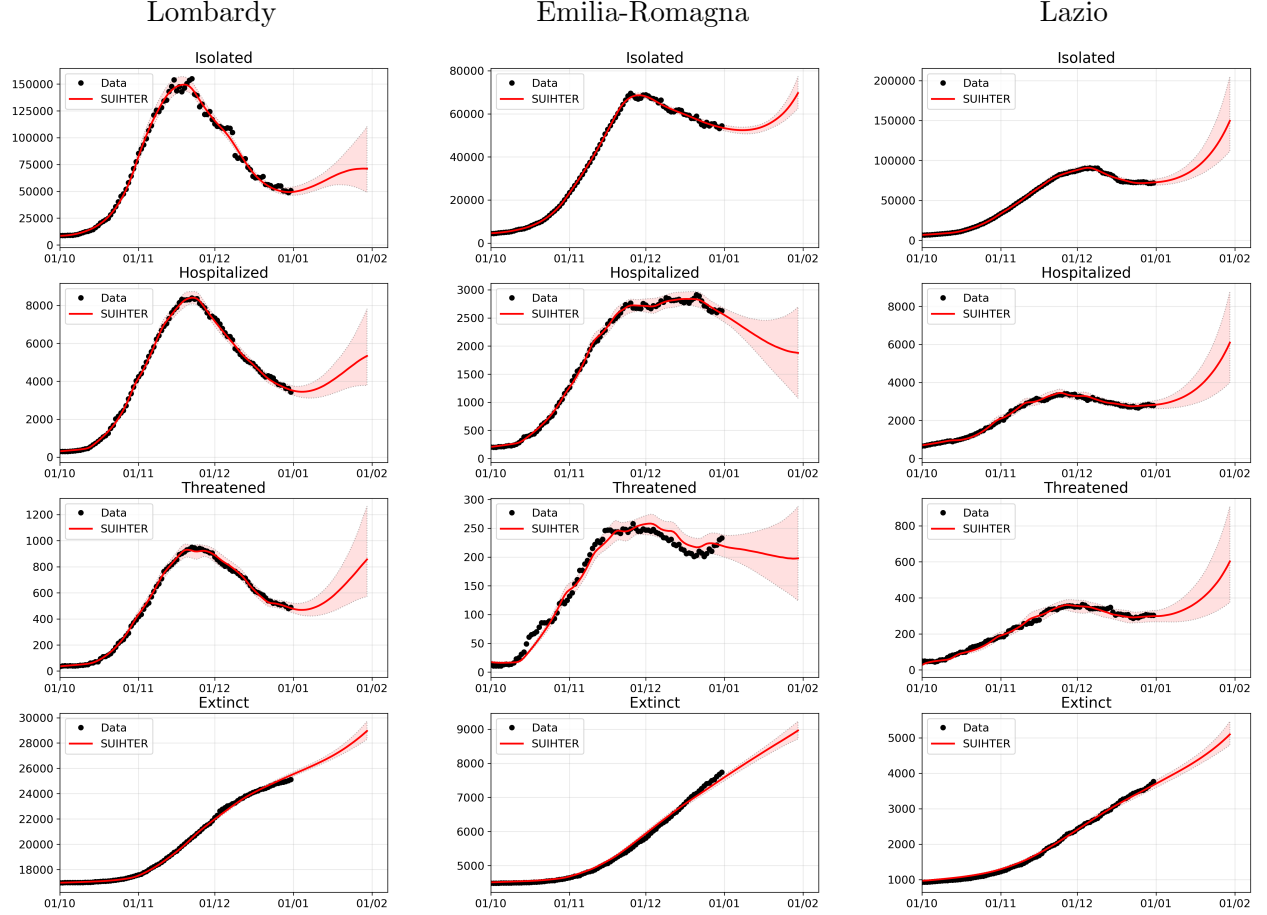 Lombardy
Emilia-Romagna
Lazio
Isolated
Data
SUIHTER
150000
125000
100000
75000
50000
25000
0
01/10 01/11 01/12 01/01 01/02
Isolated
Data
SUIHTER
80000
60000
40000
20000
0
01/10 01/11 01/12 01/01 01/02
Isolated
Data
SUIHTER
200000
150000
100000
50000
0
01/10 01/11 01/12 01/01 01/02
Hospitalized
Data
SUIHTER
8000
6000
4000
2000
0
01/10 01/11 01/12 01/01 01/02
Hospitalized
Data
SUIHTER
3000
2500
2000
1500
1000
500
0
01/10 01/11 01/12 01/01 01/02
Hospitalized
Data
SUIHTER
8000
6000
4000
2000
0
01/10 01/11 01/12 01/01 01/02
Threatened
Data
SUIHTER
1200
1000
800
600
400
200
0
01/10 01/11 01/12 01/01 01/02
Threatened
Data
SUIHTER
300
250
200
150
100
50
0
01/10 01/11 01/12 01/01 01/02
Threatened
Data
SUIHTER
800
600
400
200
0
01/10 01/11 01/12 01/01 01/02
Extinct
Data
SUIHTER
30000
28000
26000
24000
22000
20000
18000
01/10 01/11 01/12 01/01 01/02
Extinct
Data
SUIHTER
9000
8000
7000
6000
5000
01/10 01/11 01/12 01/01 01/02
Extinct
Data
SUIHTER
5000
4000
3000
2000
1000
01/10 01/11 01/12 01/01 01/02